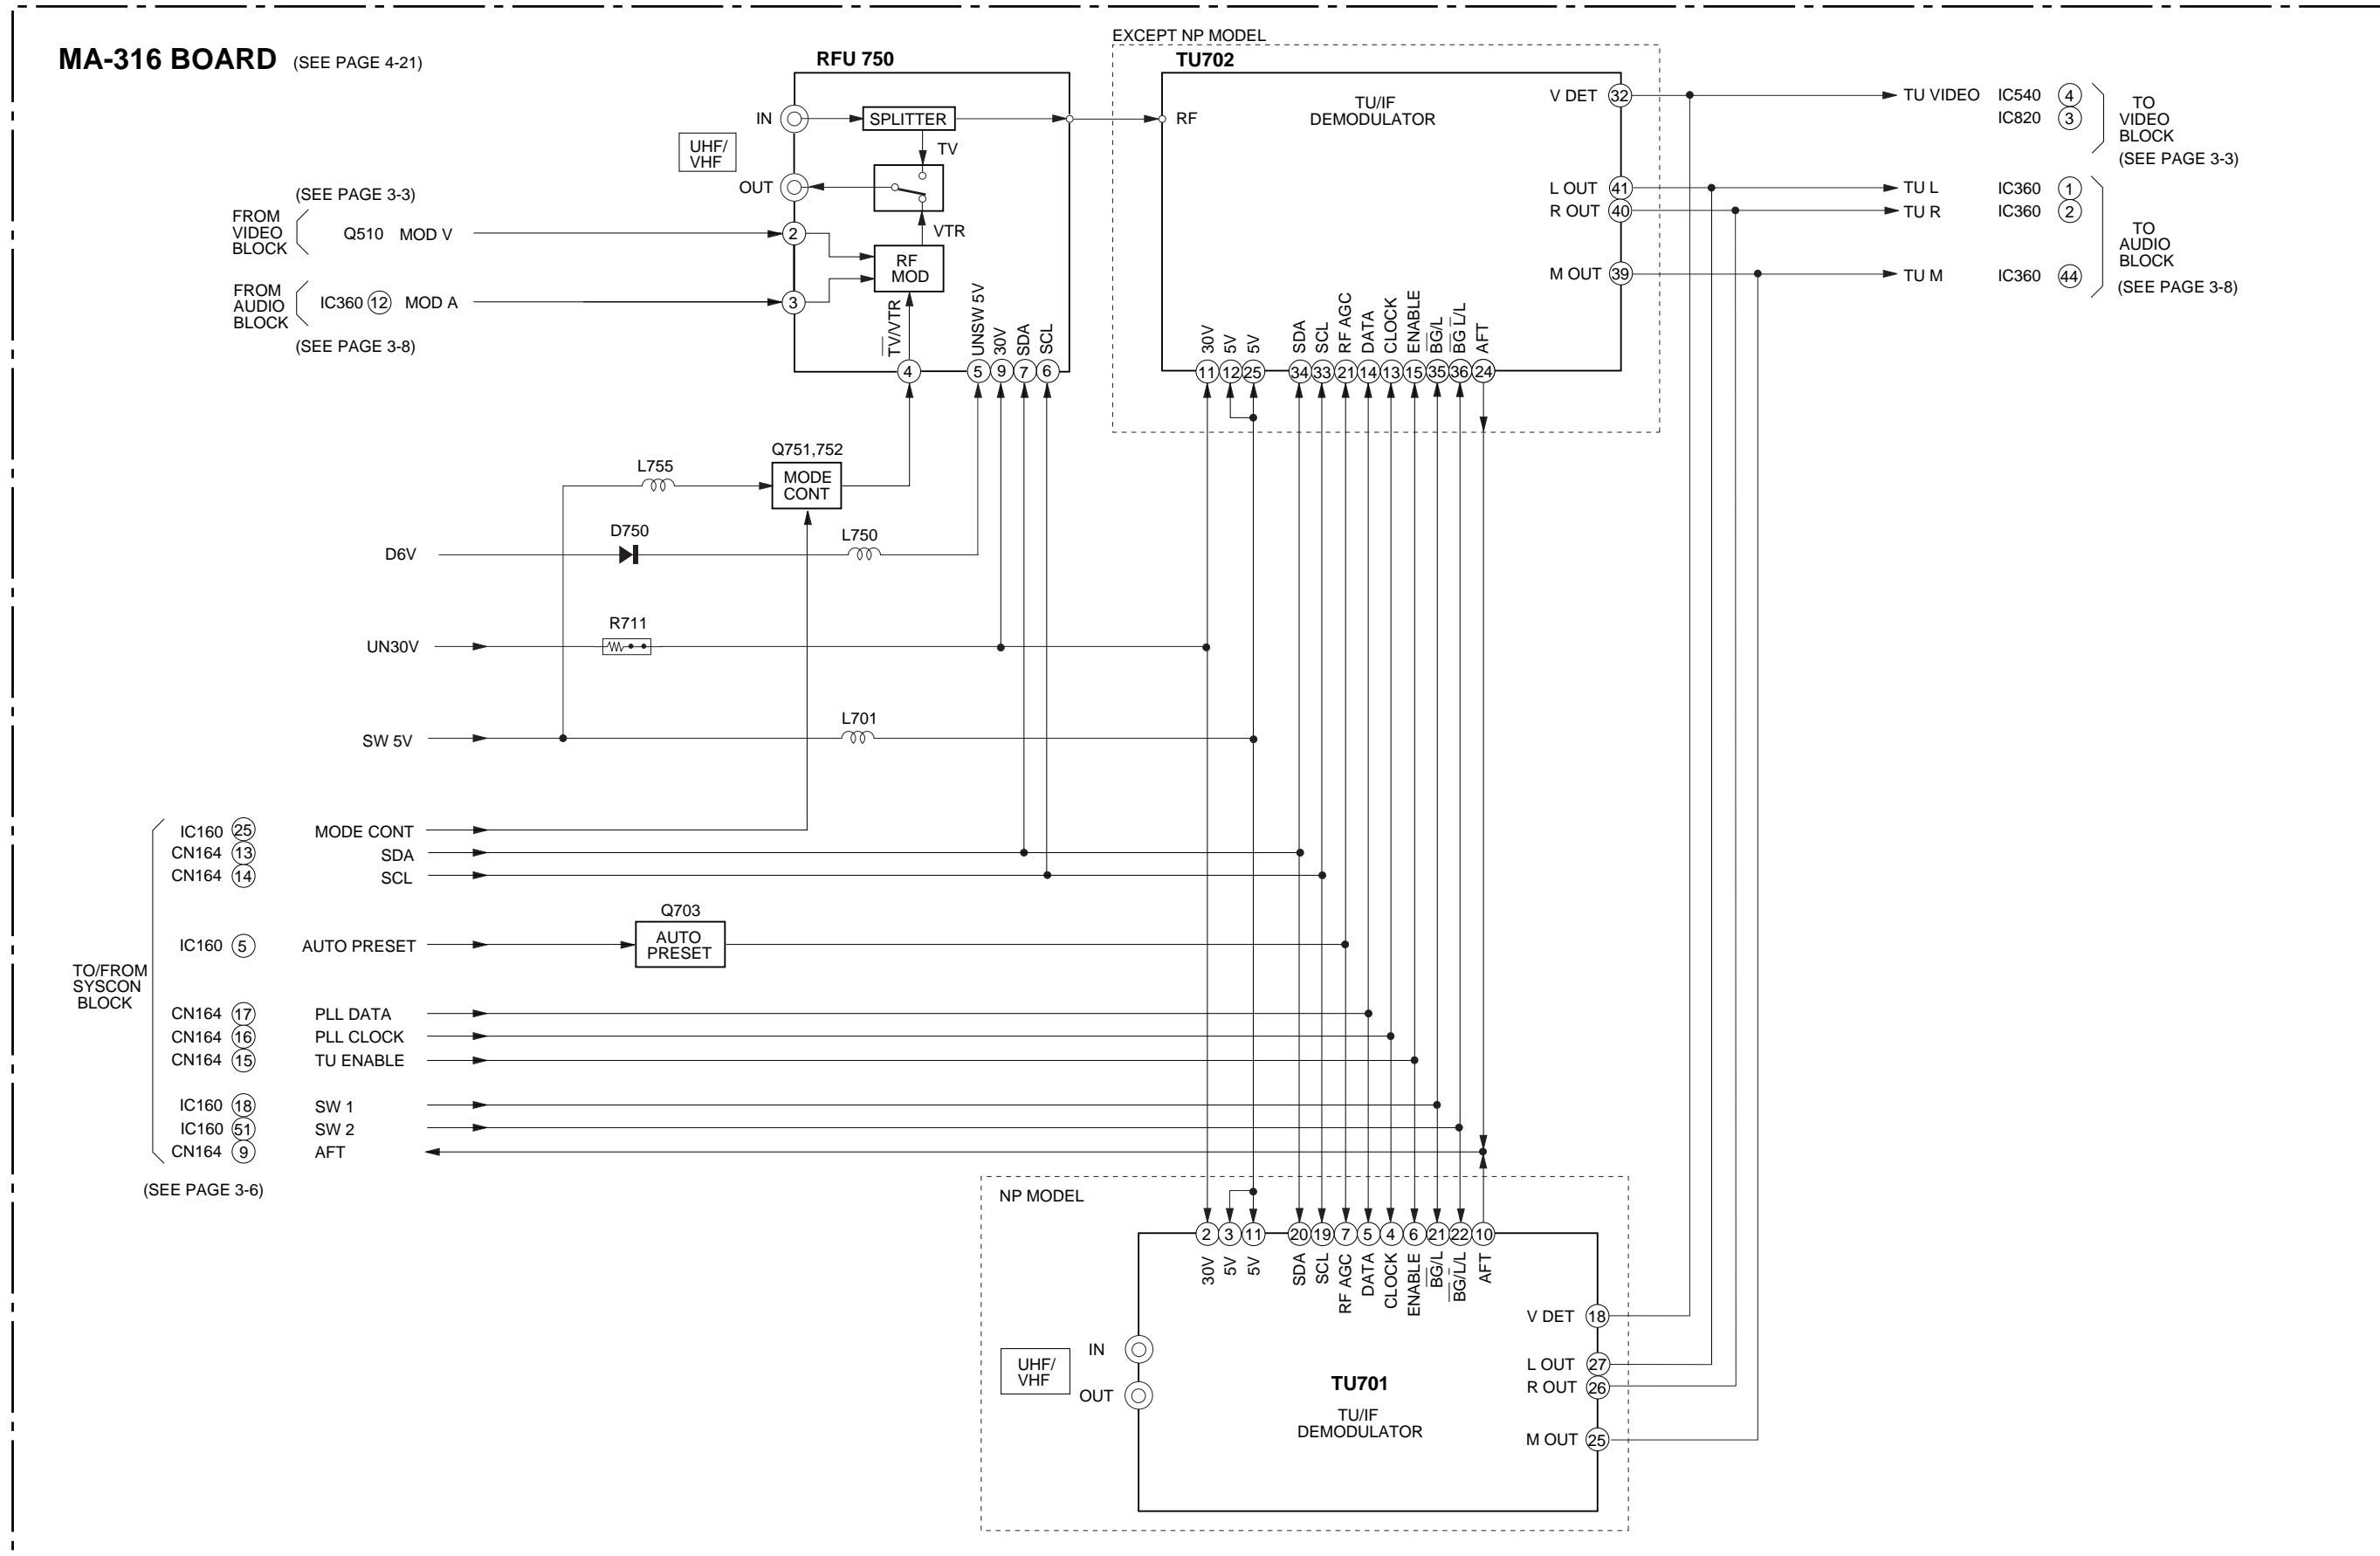 MA-316 BOARD (SEE PAGE 4-21)
RFU 750
EXCEPT NP MODEL
TU702
IN
SPLITTER
TV
UHF/
VHF
OUT
VTR
RF
MOD
(SEE PAGE 3-3)
FROM
VIDEO
BLOCK
Q510 MOD V
2
FROM
AUDIO
BLOCK
IC360 12 MOD A
3
(SEE PAGE 3-8)
TV/VTR
UNSW 5V
30V
SDA
SCL
4 5 9 7 6
RF
TU/IF
DEMODULATOR
V DET 32
L OUT 41
R OUT 40
M OUT 39
30V
5V
5V
SDA
SCL
RF AGC
DATA
CLOCK
ENABLE
BG/L
BG L/L
AFT
11 12 25 34 33 21 14 13 15 35 36 24
TU VIDEO IC540 4
IC820 3
TO
VIDEO
BLOCK
(SEE PAGE 3-3)
TU L IC360 1
TU R IC360 2
TU M IC360 44
TO
AUDIO
BLOCK
(SEE PAGE 3-8)
Q751,752
MODE
CONT
L755
D750
L750
D6V
R711
UN30V
L701
SW 5V
TO/FROM
SYSCON
BLOCK
IC160 25 MODE CONT
CN164 13 SDA
CN164 14 SCL
Q703
AUTO
PRESET
IC160 5 AUTO PRESET
CN164 17 PLL DATA
CN164 16 PLL CLOCK
CN164 15 TU ENABLE
IC160 18 SW 1
IC160 51 SW 2
CN164 9 AFT
(SEE PAGE 3-6)
NP MODEL
2 3 11 20 19 7 5 4 6 21 22 10
30V
5V
5V
SDA
SCL
RF AGC
DATA
CLOCK
ENABLE
BG/L
BG/L/L
AFT
UHF/
VHF
IN
OUT
TU701
TU/IF
DEMODULATOR
V DET 18
L OUT 27
R OUT 26
M OUT 25